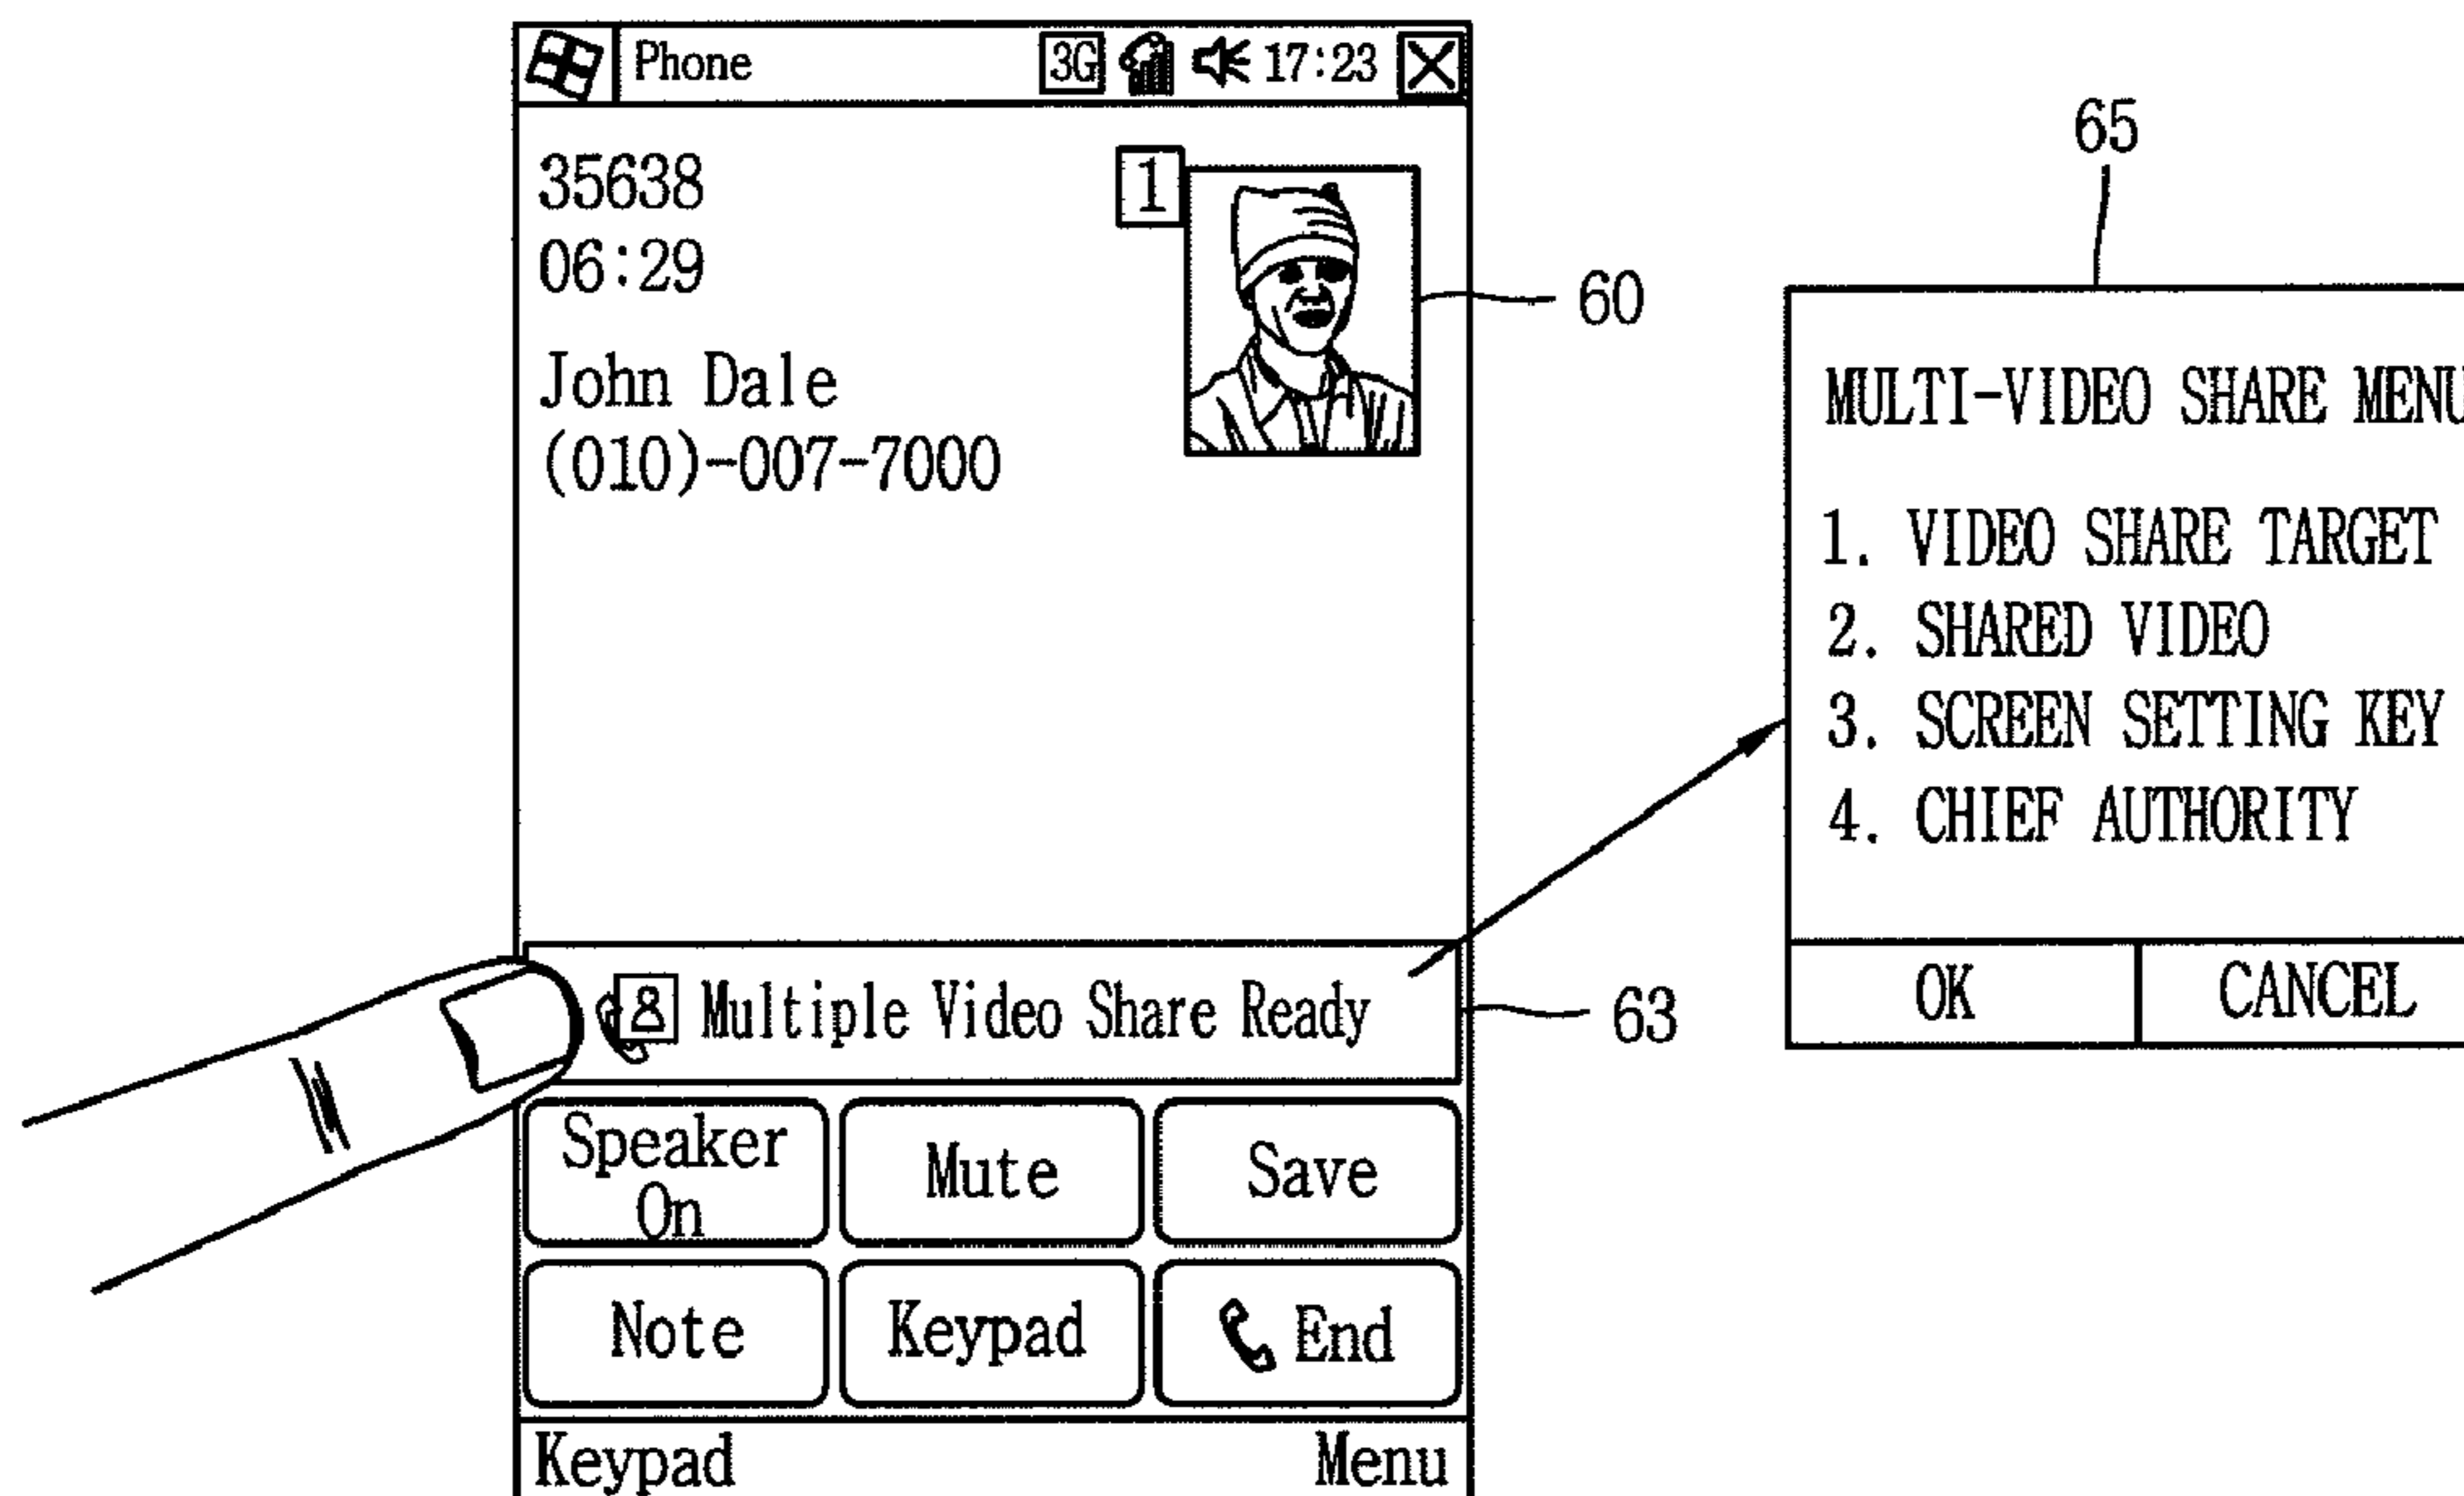 Phone 3G 17:23
35638
06:29
1
John Dale
(010)-007-7000
60
Multiple Video Share Ready
63
Speaker On
Mute
Save
Note
Keypad
End
Keypad
Menu
65
MULTI-VIDEO SHARE MENU
1. VIDEO SHARE TARGET
2. SHARED VIDEO
3. SCREEN SETTING KEY
4. CHIEF AUTHORITY
OK
CANCEL